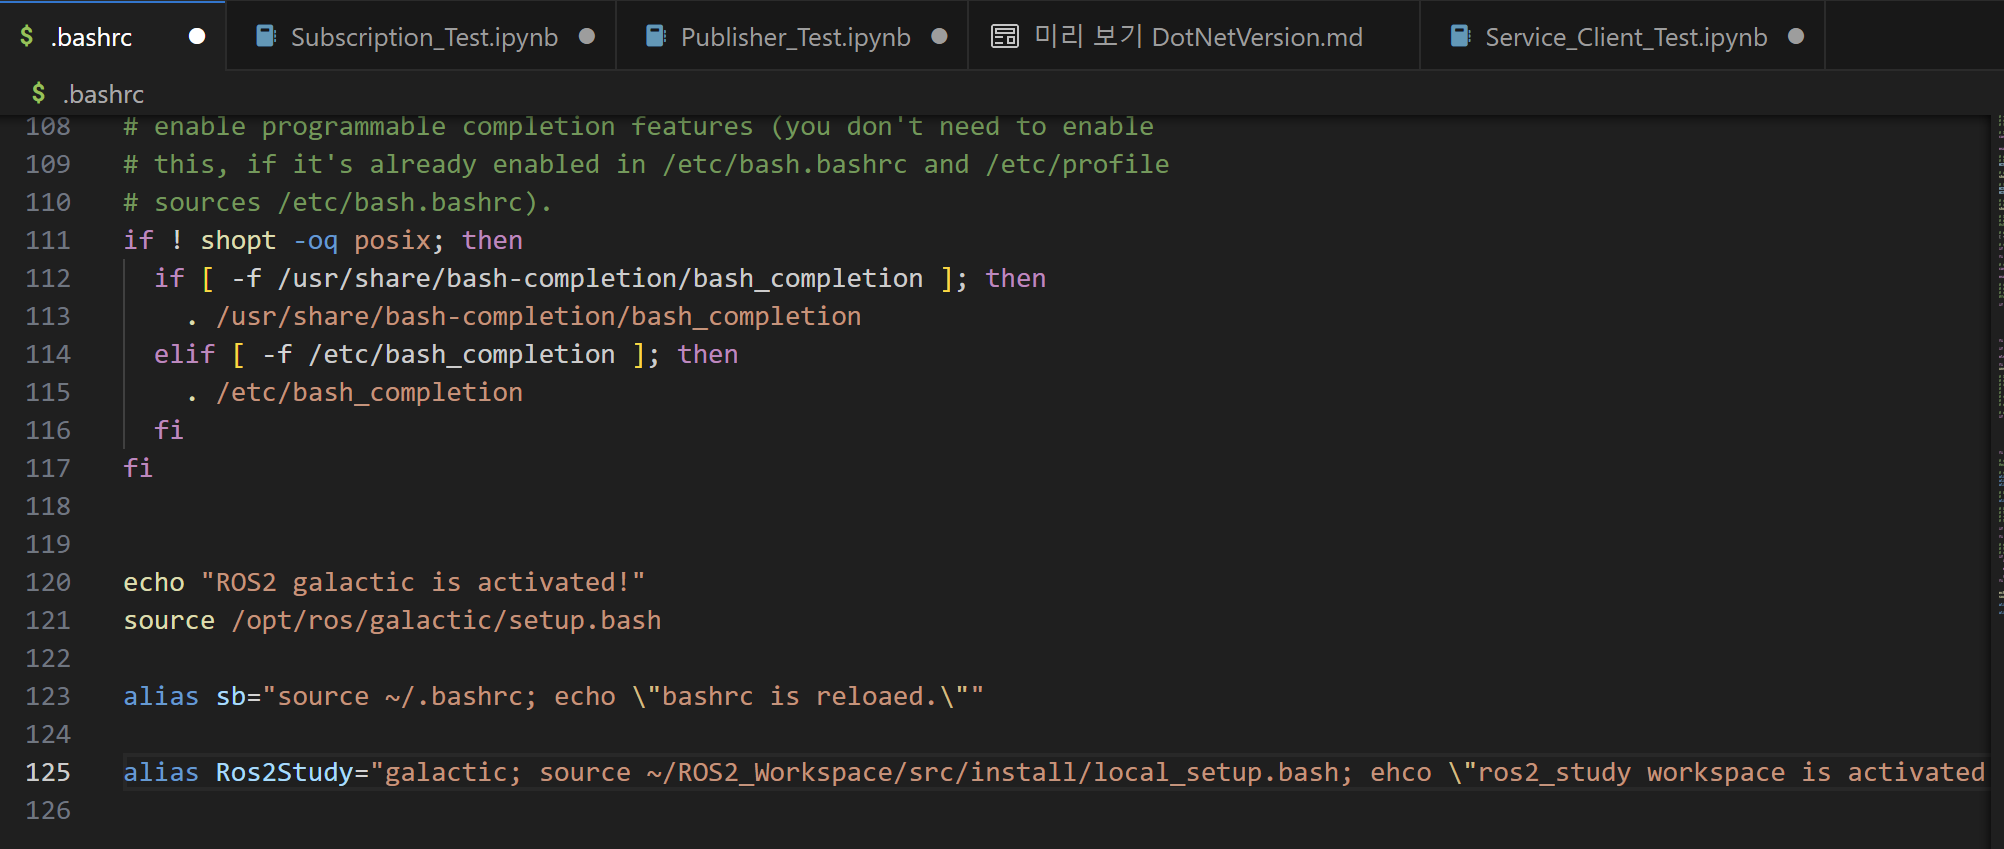 $ .bashrc ● Subscription_Test.ipynb ● Publisher_Test.ipynb ● 미리 보기 DotNetVersion.md Service_Client_Test.ipynb ●
$ .bashrc
108 # enable programmable completion features (you don't need to enable
109 # this, if it's already enabled in /etc/bash.bashrc and /etc/profile
110 # sources /etc/bash.bashrc).
111 if ! shopt -oq posix; then
112   if [ -f /usr/share/bash-completion/bash_completion ]; then
113     . /usr/share/bash-completion/bash_completion
114   elif [ -f /etc/bash_completion ]; then
115     . /etc/bash_completion
116   fi
117 fi
118
119
120 echo "ROS2 galactic is activated!"
121 source /opt/ros/galactic/setup.bash
122
123 alias sb="source ~/.bashrc; echo \"bashrc is reloaed.\""
124
125 alias Ros2Study="galactic; source ~/ROS2_Workspace/src/install/local_setup.bash; ehco \"ros2_study workspace is activated
126